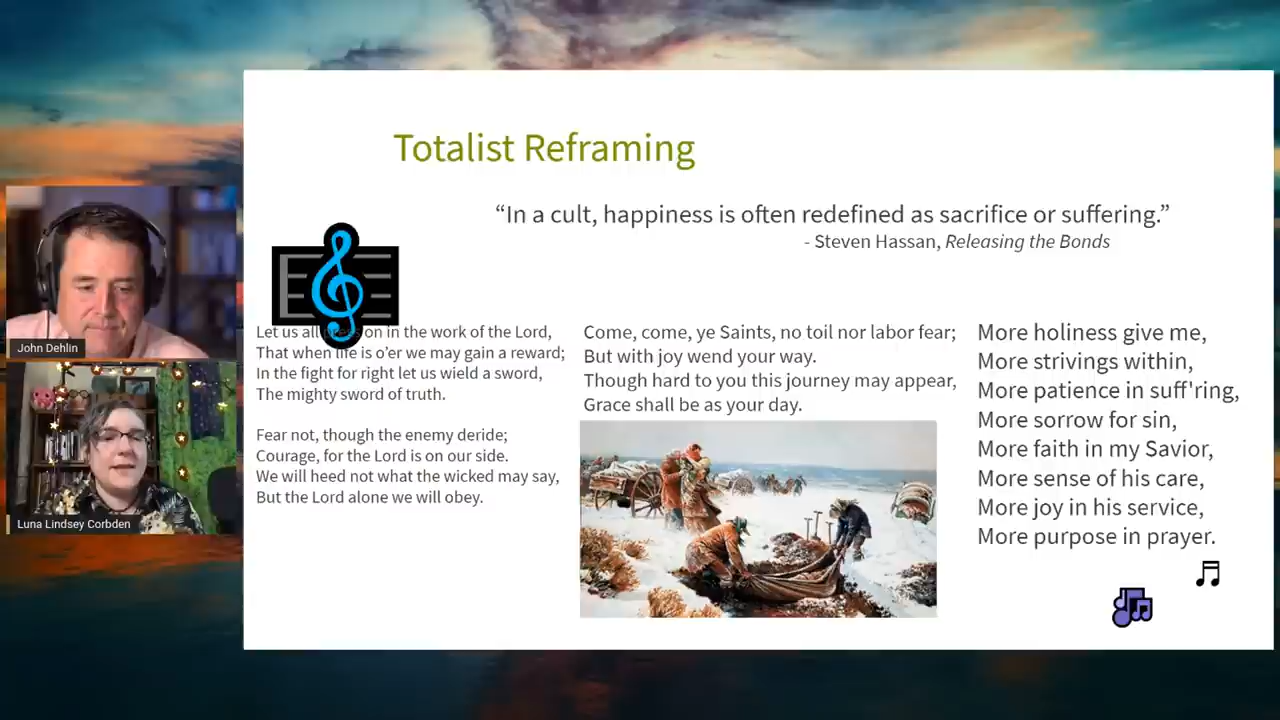 Totalist Reframing
“In a cult, happiness is often redefined as sacrifice or suffering.”
- Steven Hassan, Releasing the Bonds
Let us all on in the work of the Lord,
That when life is o’er we may gain a reward;
In the fight for right let us wield a sword,
The mighty sword of truth.
Fear not, though the enemy deride;
Courage, for the Lord is on our side.
We will heed not what the wicked may say,
But the Lord alone we will obey.
Come, come, ye Saints, no toil nor labor fear;
But with joy wend your way.
Though hard to you this journey may appear,
Grace shall be as your day.
More holiness give me,
More strivings within,
More patience in suff'ring,
More sorrow for sin,
More faith in my Savior,
More sense of his care,
More joy in his service,
More purpose in prayer.
John Dehlin
Luna Lindsey Corbden